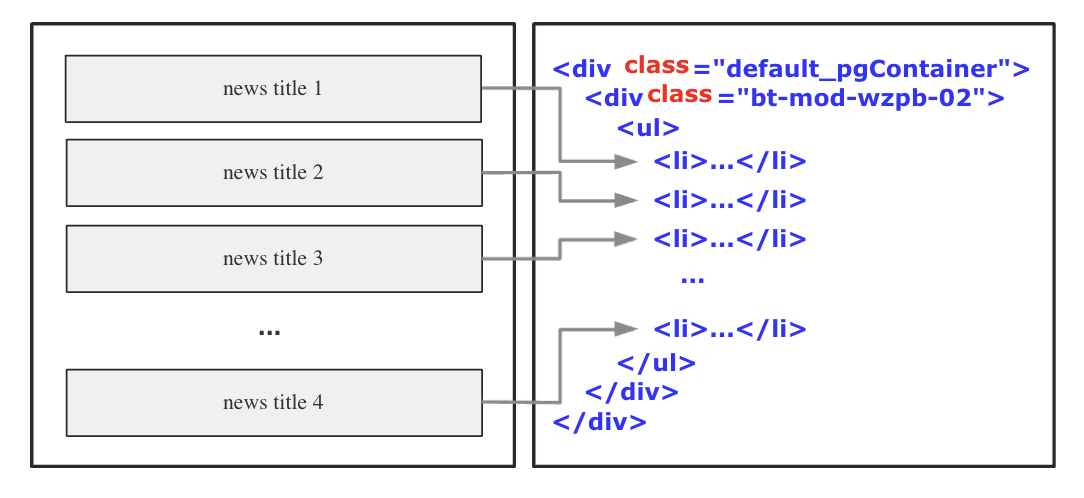 news title 1
news title 2
news title 3
...
news title 4
<div class="default_pgContainer">
<div class="bt-mod-wzpb-02">
<ul>
<li>...</li>
<li>...</li>
<li>...</li>
...
<li>...</li>
</ul>
</div>
</div>